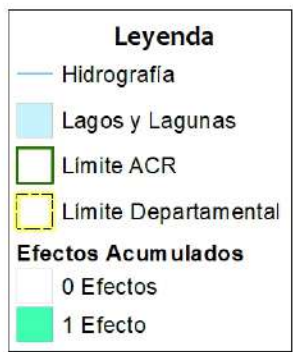 Leyenda
Hidrografía
Lagos y Lagunas
Límite ACR
Límite Departamental
Efectos Acumulados
0 Efectos
1 Efecto